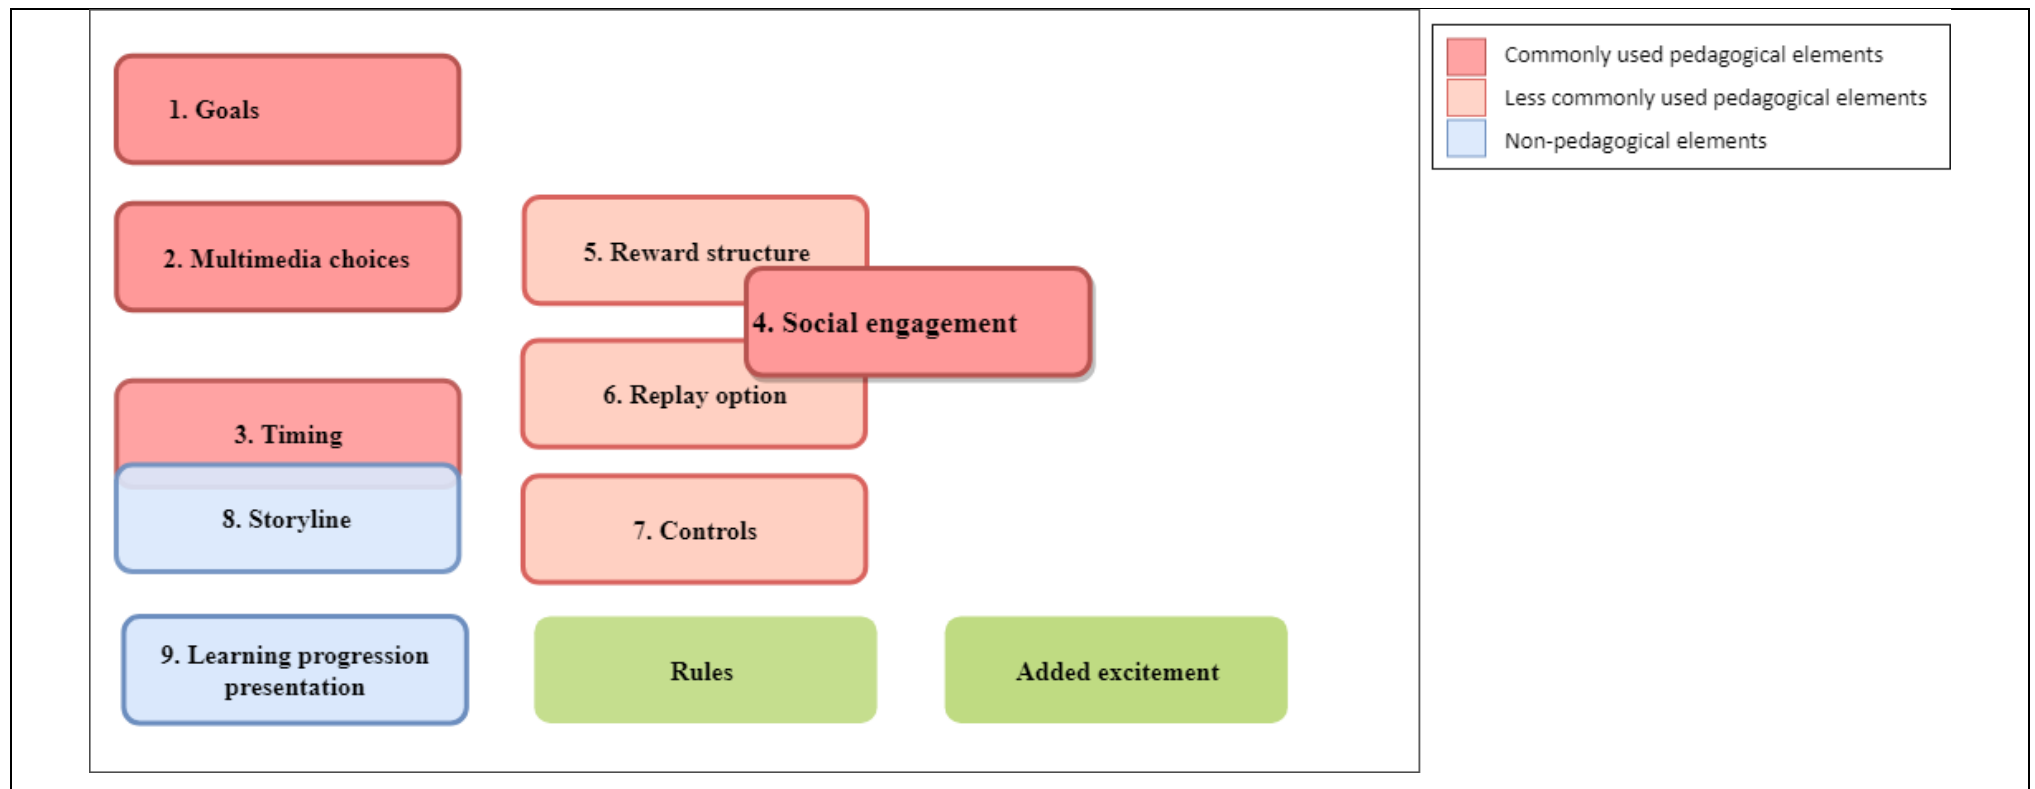 1. Goals
2. Multimedia choices
3. Timing
8. Storyline
9. Learning progression
presentation
5. Reward structure
4. Social engagement
6. Replay option
7. Controls
Rules
Added excitement
Commonly used pedagogical elements
Less commonly used pedagogical elements
Non-pedagogical elements